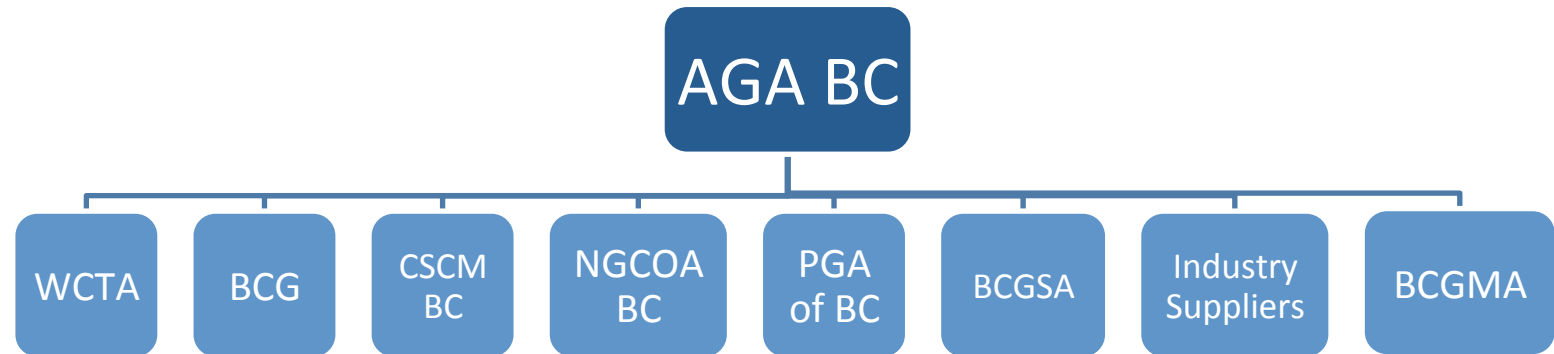 AGA BC
WCTA
BCG
CSCM
BC
NGCOA
BC
PGA
of BC
BCGSA
Industry
Suppliers
BCGMA